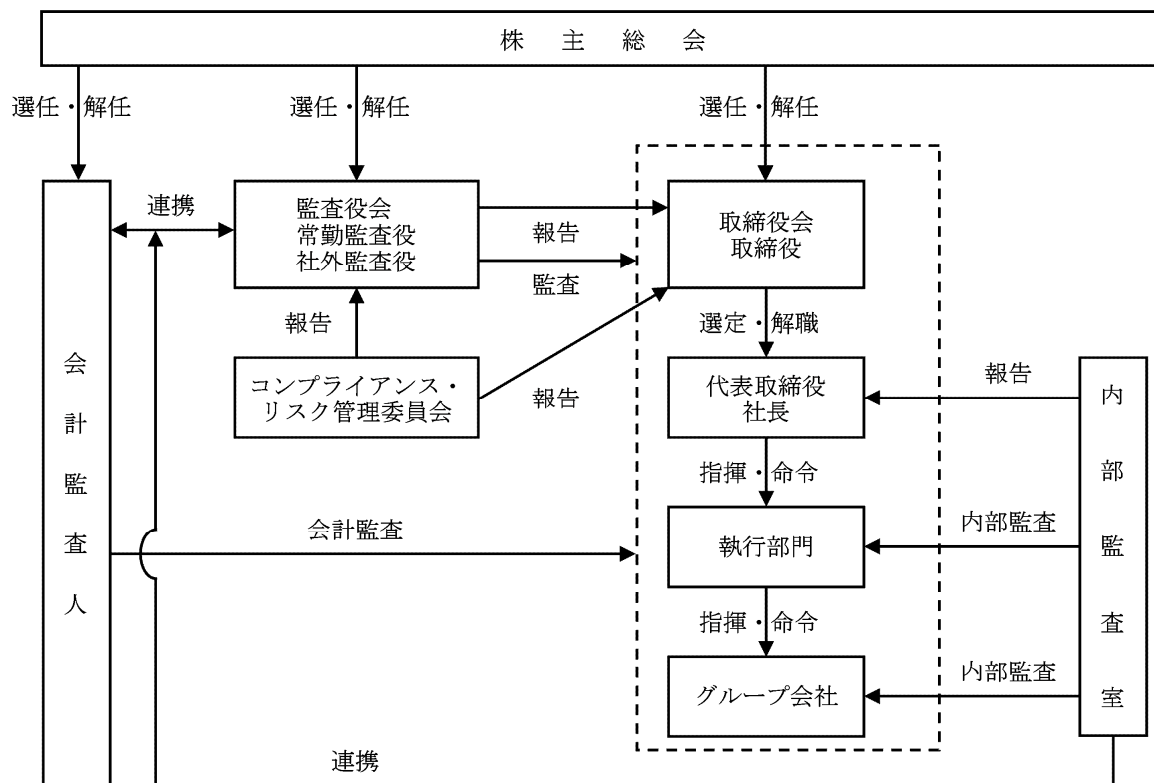 株主総会
選任・解任
選任・解任
選任・解任
連携
監査役会
常勤監査役
社外監査役
報告
監査
取締役会
取締役
報告
選定・解職
コンプライアンス・
リスク管理委員会
報告
代表取締役
社長
報告
会計監査人
指揮・命令
内部監査室
会計監査
執行部門
内部監査
指揮・命令
グループ会社
内部監査
連携